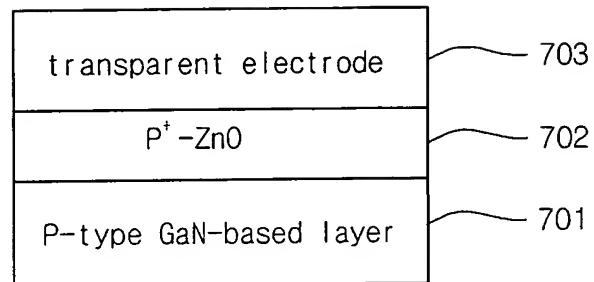 transparent electrode 703
P⁺-ZnO 702
P-type GaN-based layer 701